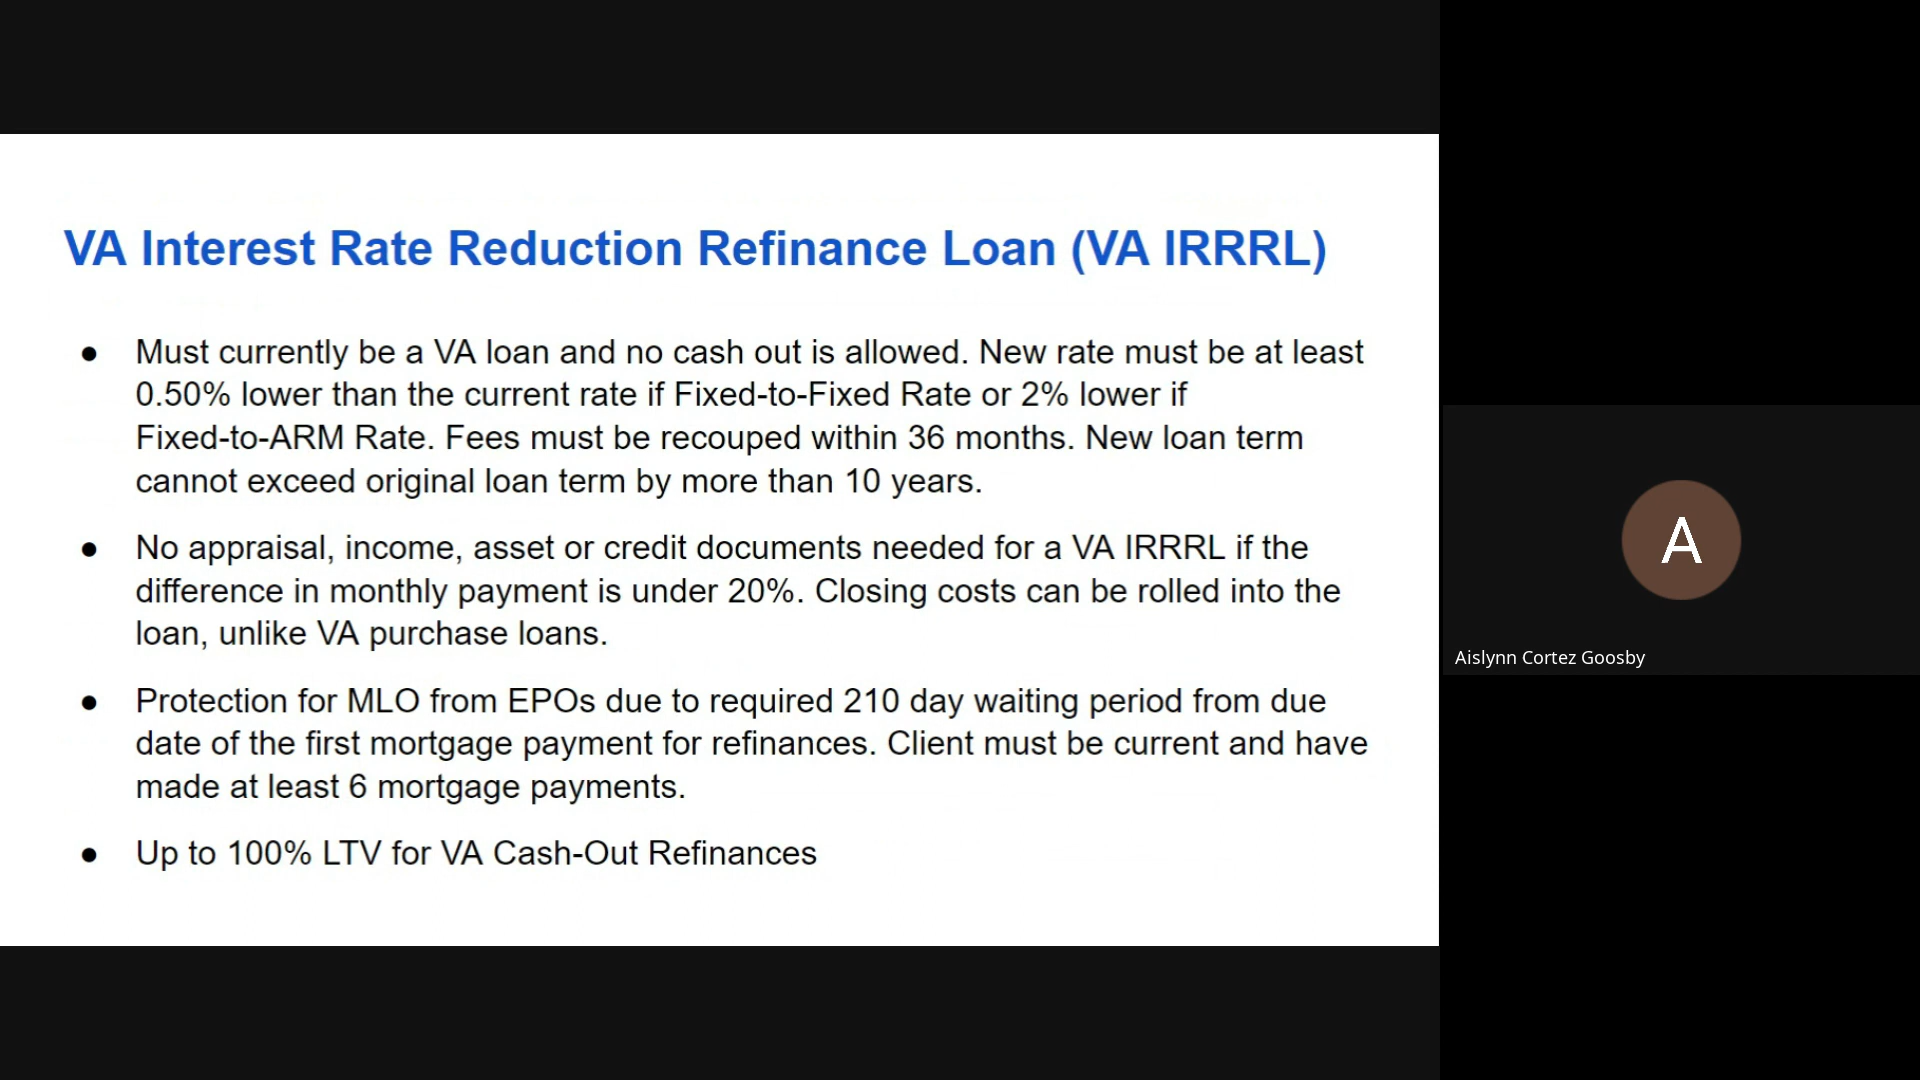 VA Interest Rate Reduction Refinance Loan (VA IRRRL)
● Must currently be a VA loan and no cash out is allowed. New rate must be at least
0.50% lower than the current rate if Fixed-to-Fixed Rate or 2% lower if
Fixed-to-ARM Rate. Fees must be recouped within 36 months. New loan term
cannot exceed original loan term by more than 10 years.
● No appraisal, income, asset or credit documents needed for a VA IRRRL if the
difference in monthly payment is under 20%. Closing costs can be rolled into the
loan, unlike VA purchase loans.
● Protection for MLO from EPOs due to required 210 day waiting period from due
date of the first mortgage payment for refinances. Client must be current and have
made at least 6 mortgage payments.
● Up to 100% LTV for VA Cash-Out Refinances
A
Aislynn Cortez Goosby